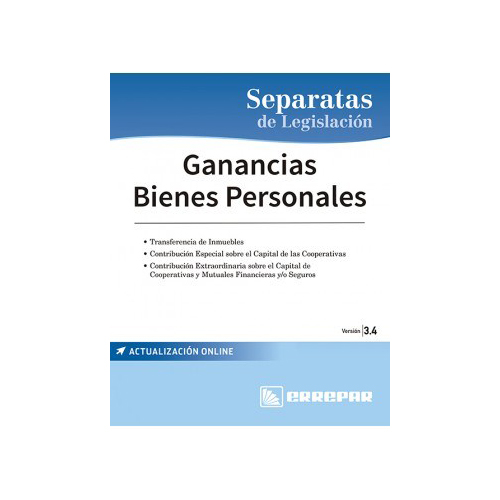 Separatas
de Legislación
Ganancias
Bienes Personales
• Transferencia de Inmuebles
• Contribución Especial sobre el Capital de las Cooperativas
• Contribución Extraordinaria sobre el Capital de
Cooperativas y Mutuales Financieras y/o Seguros
Versión 3.4
ACTUALIZACIÓN ONLINE
ERREPAR